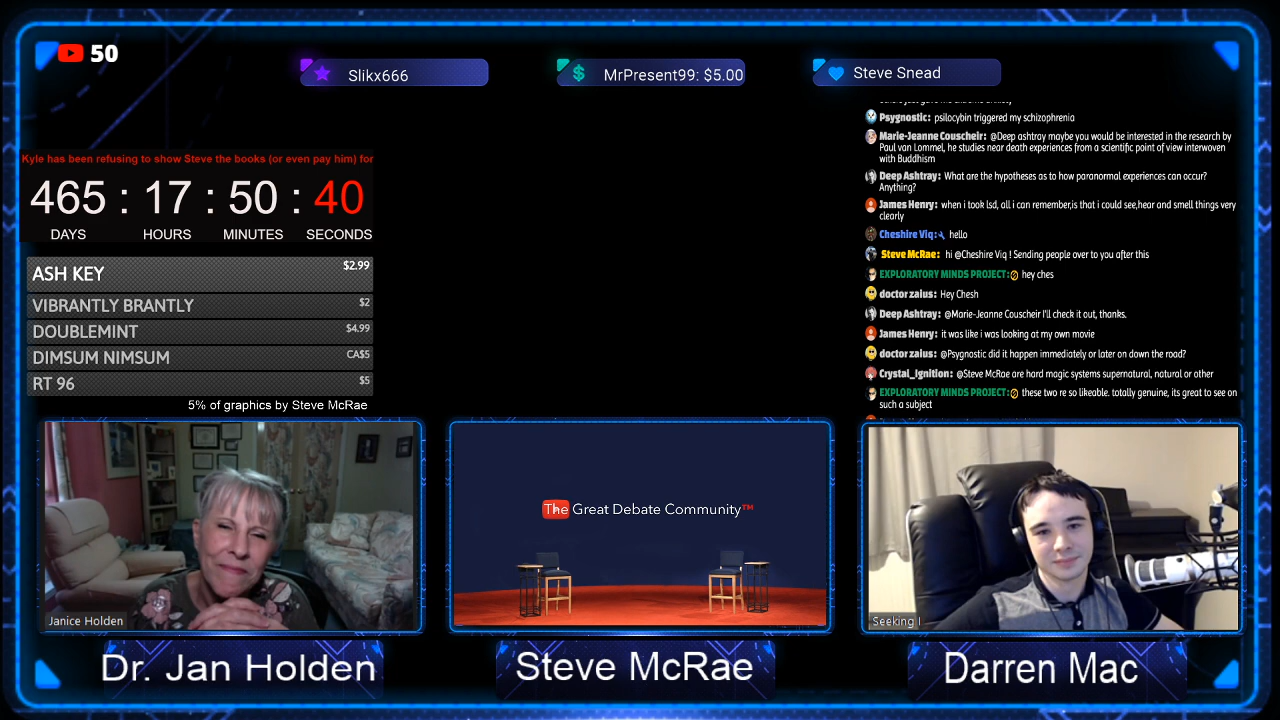 50
Slikx666
MrPresent99: $5.00
Steve Snead
Kyle has been refusing to show Steve the books (or even pay him) for
465 : 17 : 50 : 40
DAYS HOURS MINUTES SECONDS
ASH KEY $2.99
VIBRANTLY BRANTLY $2
DOUBLEMINT $4.99
DIMSUM NIMSUM CA$5
RT 96 $5
5% of graphics by Steve McRae
Psygnostic: psilocybin triggered my schizophrenia
Marie-Jeanne Couscheir: @Deep ashtray maybe you would be interested in the research by
Paul van Lommel, he studies near death experiences from a scientific point of view interwoven
with Buddhism
Deep Ashtray: What are the hypotheses as to how paranormal experiences can occur?
Anything?
James Henry: when i took lsd, all i can remember,is that i could see,hear and smell things very
clearly
Cheshire Viq: hello
Steve McRae: hi @Cheshire Viq ! Sending people over to you after this
EXPLORATORY MINDS PROJECT: hey ches
doctor zaius: Hey Chesh
Deep Ashtray: @Marie-Jeanne Couscheir I'll check it out, thanks.
James Henry: it was like i was looking at my own movie
doctor zaius: @Psygnostic did it happen immediately or later on down the road?
Crystal_Ignition: @Steve McRae are hard magic systems supernatural, natural or other
EXPLORATORY MINDS PROJECT: these two re so likeable. totally genuine, its great to see on
such a subject
Janice Holden
The Great Debate Community™
Seeking I
Dr. Jan Holden
Steve McRae
Darren Mac